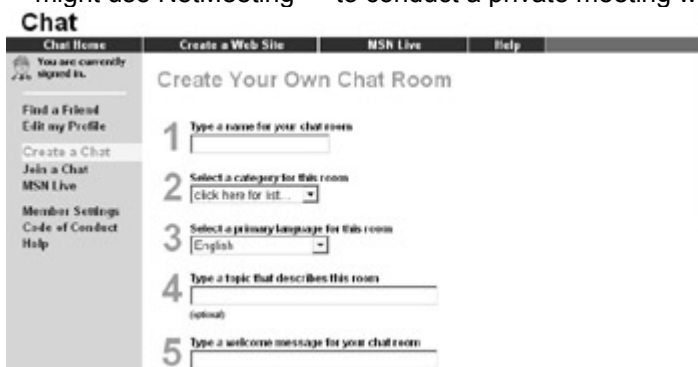 might use NetMeeting to conduct a private meeting w
Chat
Chat Home Create a Web Site MSN Live Help
You are currently
signed in.
Create Your Own Chat Room
Find a Friend
Edit my Profile
Create a Chat
Join a Chat
MSN Live
Member Settings
Code of Conduct
Help
1 Type a name for your chat room
2 Select a category for this room
click here for list...
3 Select a primary language for this room
English
4 Type a topic that describes this room
(optional)
5 Type a welcome message for your chat room